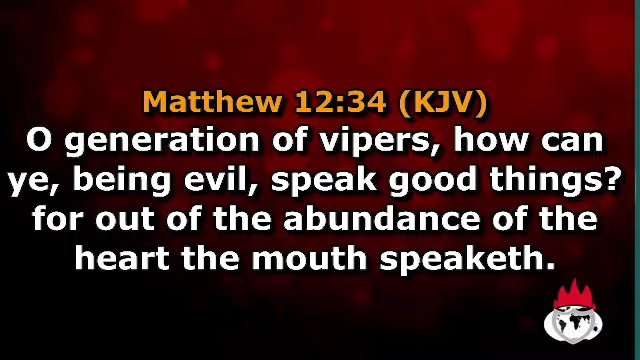 Matthew 12:34 (KJV)
O generation of vipers, how can
ye, being evil, speak good things?
for out of the abundance of the
heart the mouth speaketh.